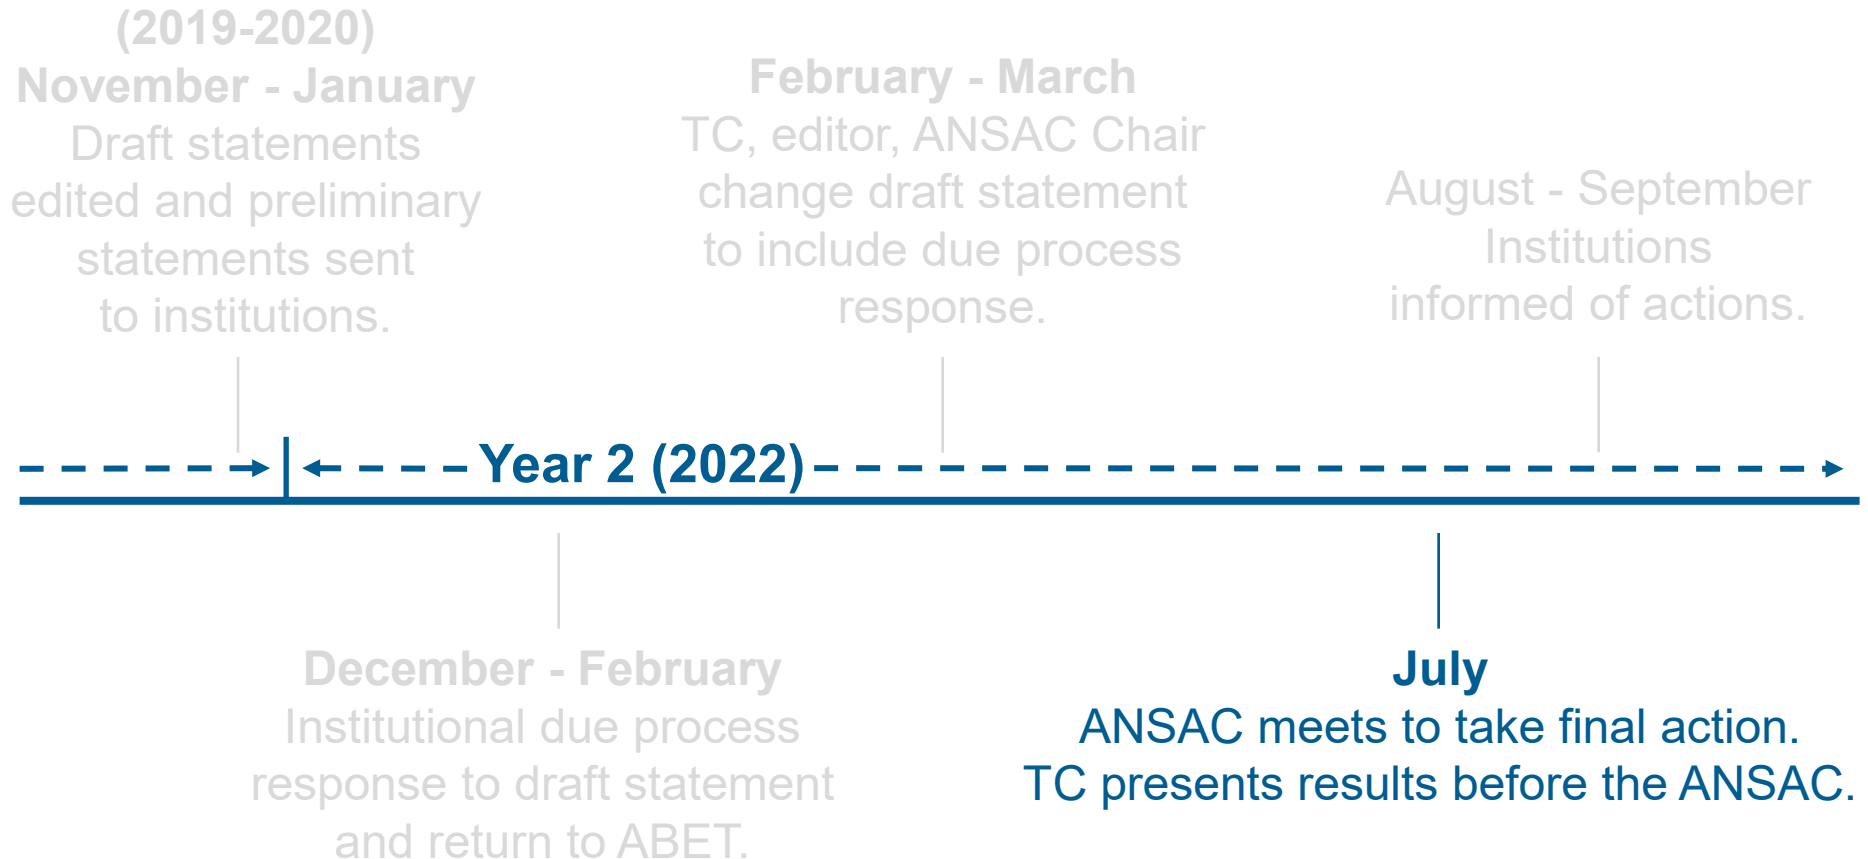 (2019-2020)
November - January
Draft statements
edited and preliminary
statements sent
to institutions.
February - March
TC, editor, ANSAC Chair
change draft statement
to include due process
response.
August - September
Institutions
informed of actions.
Year 2 (2022)
December - February
Institutional due process
response to draft statement
and return to ABET.
July
ANSAC meets to take final action.
TC presents results before the ANSAC.